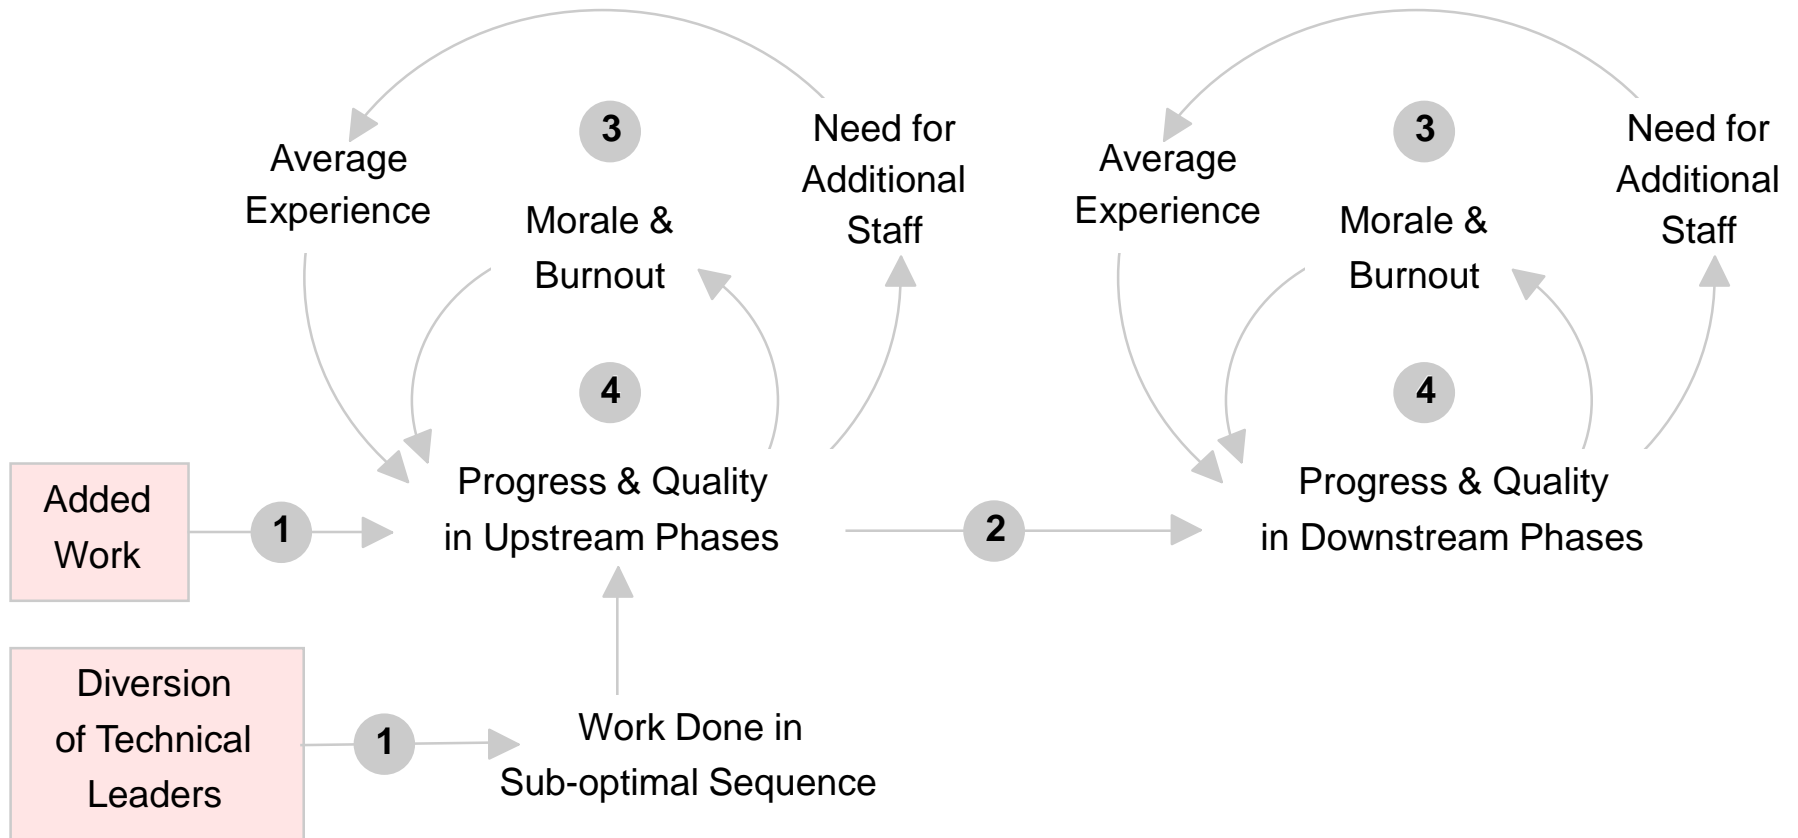 3
Average
Experience
Morale &
Burnout
Need for
Additional
Staff
4
Progress & Quality
in Upstream Phases
Added
Work
1
2
Diversion
of Technical
Leaders
1
Work Done in
Sub-optimal Sequence
3
Average
Experience
Morale &
Burnout
Need for
Additional
Staff
4
Progress & Quality
in Downstream Phases